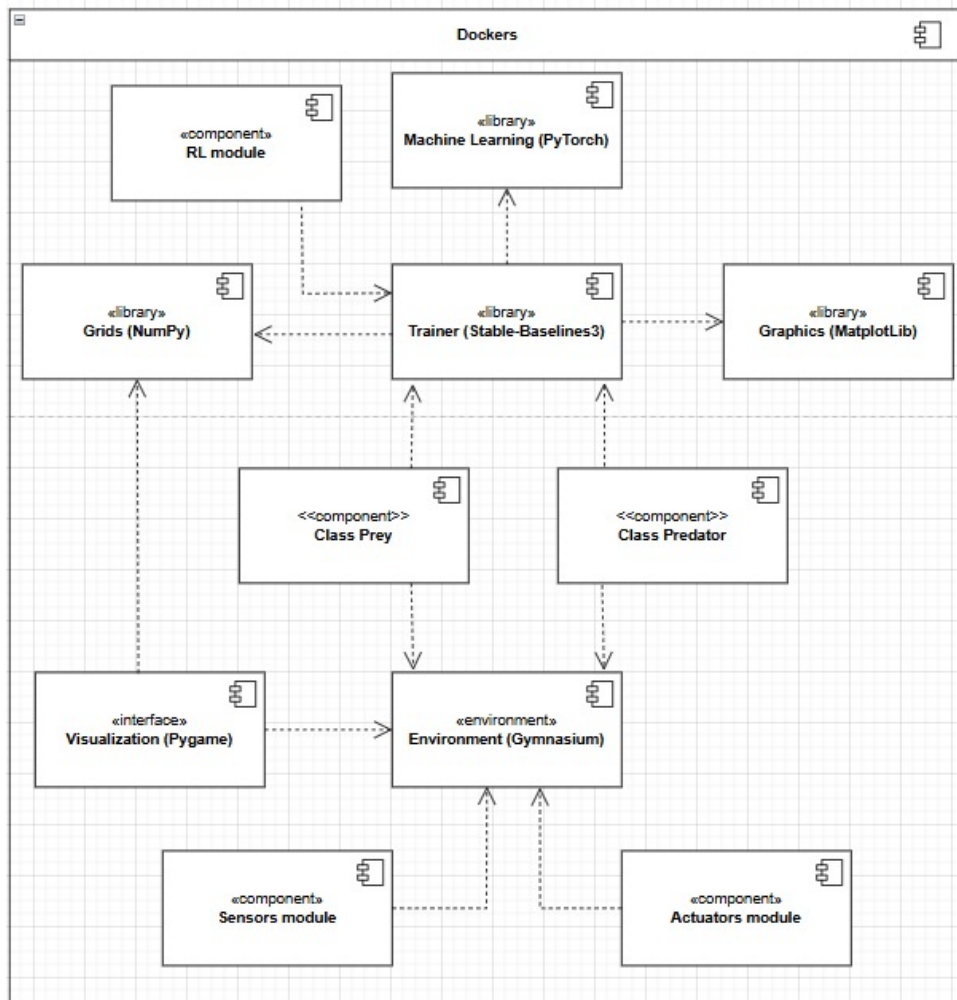 Dockers
«component»
RL module
«library»
Machine Learning (PyTorch)
«library»
Grids (NumPy)
«library»
Trainer (Stable-Baselines3)
«library»
Graphics (MatplotLib)
<<component>>
Class Prey
<<component>>
Class Predator
«interface»
Visualization (Pygame)
«environment»
Environment (Gymnasium)
«component»
Sensors module
«component»
Actuators module